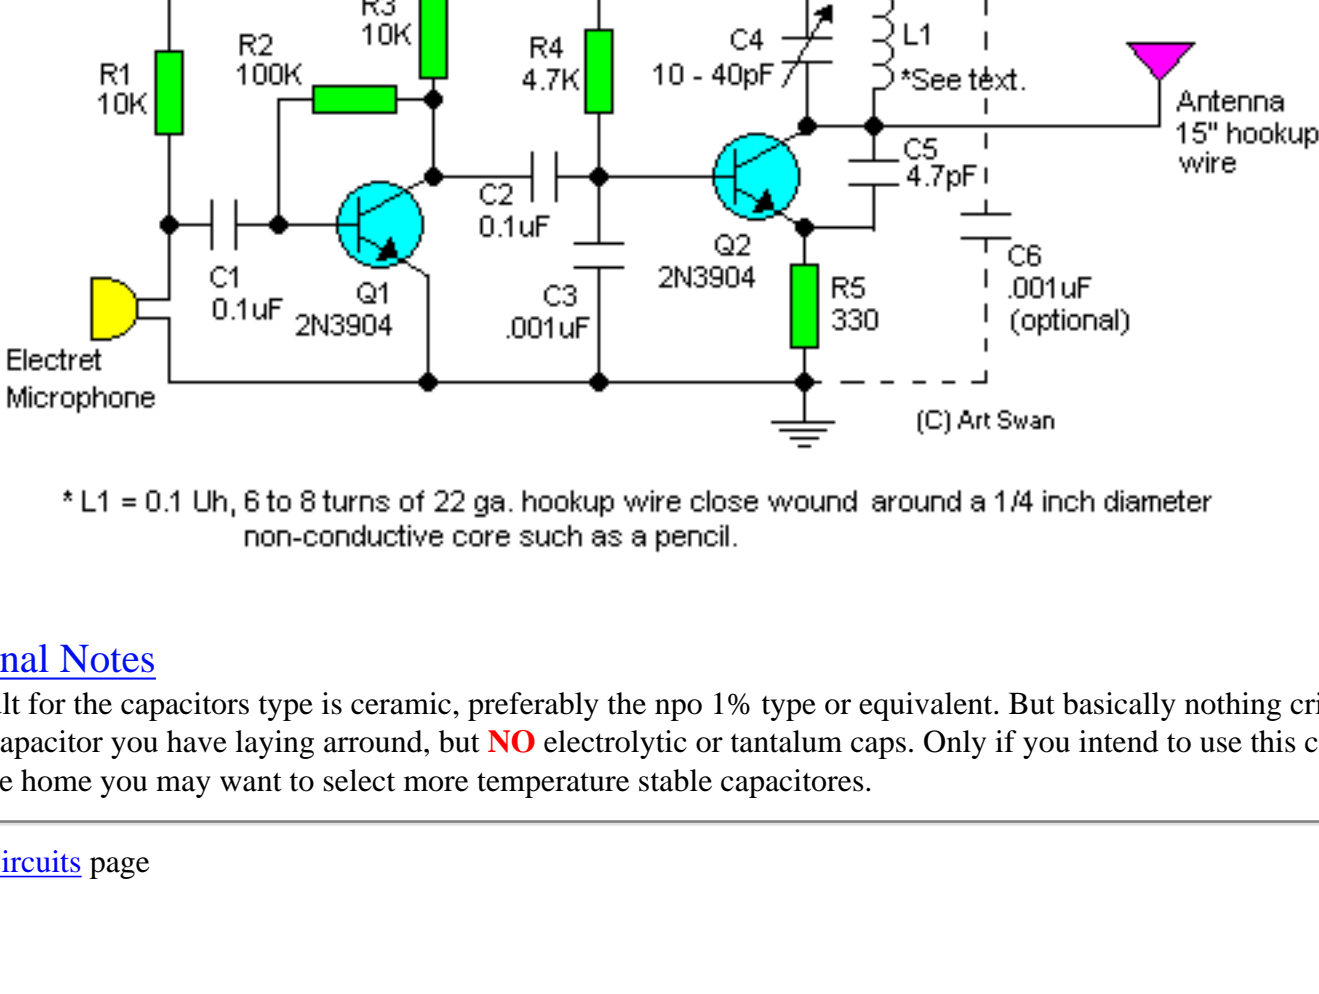 R3
10K
R2
100K
R1
10K
R4
4.7K
C4
10 - 40pF
L1
*See text.
Antenna
15" hookup
wire
C5
4.7pF
C2
0.1uF
Q2
2N3904
C6
.001uF
(optional)
C1
0.1uF
Q1
2N3904
C3
.001uF
R5
330
Electret
Microphone
(C) Art Swan
* L1 = 0.1 Uh, 6 to 8 turns of 22 ga. hookup wire close wound around a 1/4 inch diameter
non-conductive core such as a pencil.
nal Notes
lt for the capacitors type is ceramic, preferably the npo 1% type or equivalent. But basically nothing cri
apacitor you have laying arround, but NO electrolytic or tantalum caps. Only if you intend to use this c
e home you may want to select more temperature stable capacitores.
ircuits page